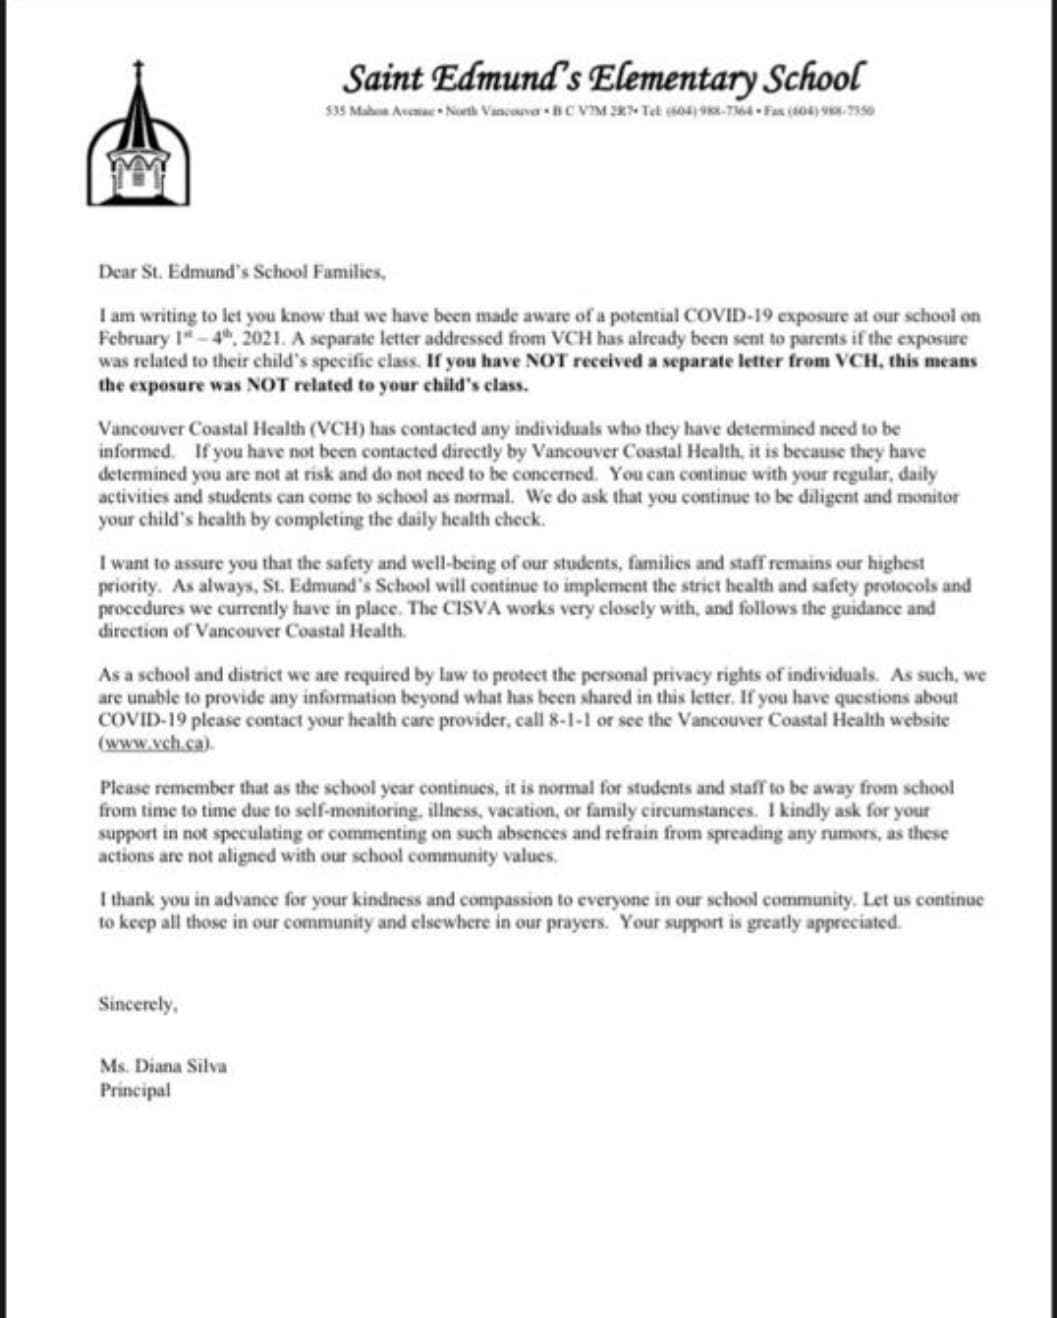 Saint Edmund's Elementary School
535 Mahon Avenue • North Vancouver • B C V7M 2R7• Tel: (604) 988-7364 • Fax (604) 988-7350
Dear St. Edmund's School Families,
I am writing to let you know that we have been made aware of a potential COVID-19 exposure at our school on
February 1st – 4th, 2021. A separate letter addressed from VCH has already been sent to parents if the exposure
was related to their child's specific class. If you have NOT received a separate letter from VCH, this means
the exposure was NOT related to your child's class.
Vancouver Coastal Health (VCH) has contacted any individuals who they have determined need to be
informed. If you have not been contacted directly by Vancouver Coastal Health, it is because they have
determined you are not at risk and do not need to be concerned. You can continue with your regular, daily
activities and students can come to school as normal. We do ask that you continue to be diligent and monitor
your child's health by completing the daily health check.
I want to assure you that the safety and well-being of our students, families and staff remains our highest
priority. As always, St. Edmund's School will continue to implement the strict health and safety protocols and
procedures we currently have in place. The CISVA works very closely with, and follows the guidance and
direction of Vancouver Coastal Health.
As a school and district we are required by law to protect the personal privacy rights of individuals. As such, we
are unable to provide any information beyond what has been shared in this letter. If you have questions about
COVID-19 please contact your health care provider, call 8-1-1 or see the Vancouver Coastal Health website
(www.vch.ca).
Please remember that as the school year continues, it is normal for students and staff to be away from school
from time to time due to self-monitoring, illness, vacation, or family circumstances. I kindly ask for your
support in not speculating or commenting on such absences and refrain from spreading any rumors, as these
actions are not aligned with our school community values.
I thank you in advance for your kindness and compassion to everyone in our school community. Let us continue
to keep all those in our community and elsewhere in our prayers. Your support is greatly appreciated.
Sincerely,
Ms. Diana Silva
Principal